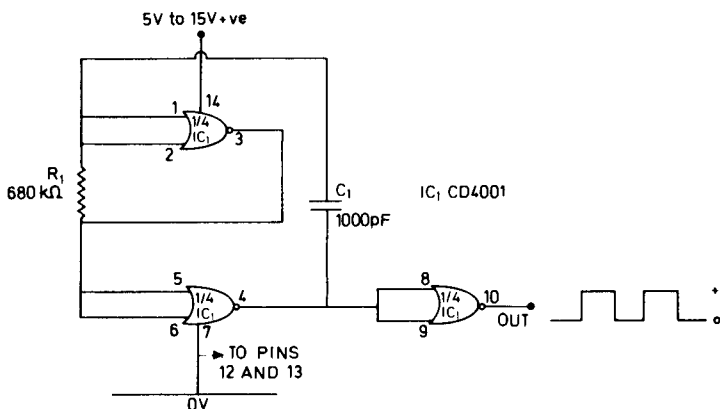 5V to 15V +ve
1
14
1/4
IC1
2
3
R1
680 kΩ
C1
1000pF
IC1 CD4001
5
1/4
IC1
4
6
7
8
1/4
IC1
9
10
OUT
+
o
TO PINS
12 AND 13
0V